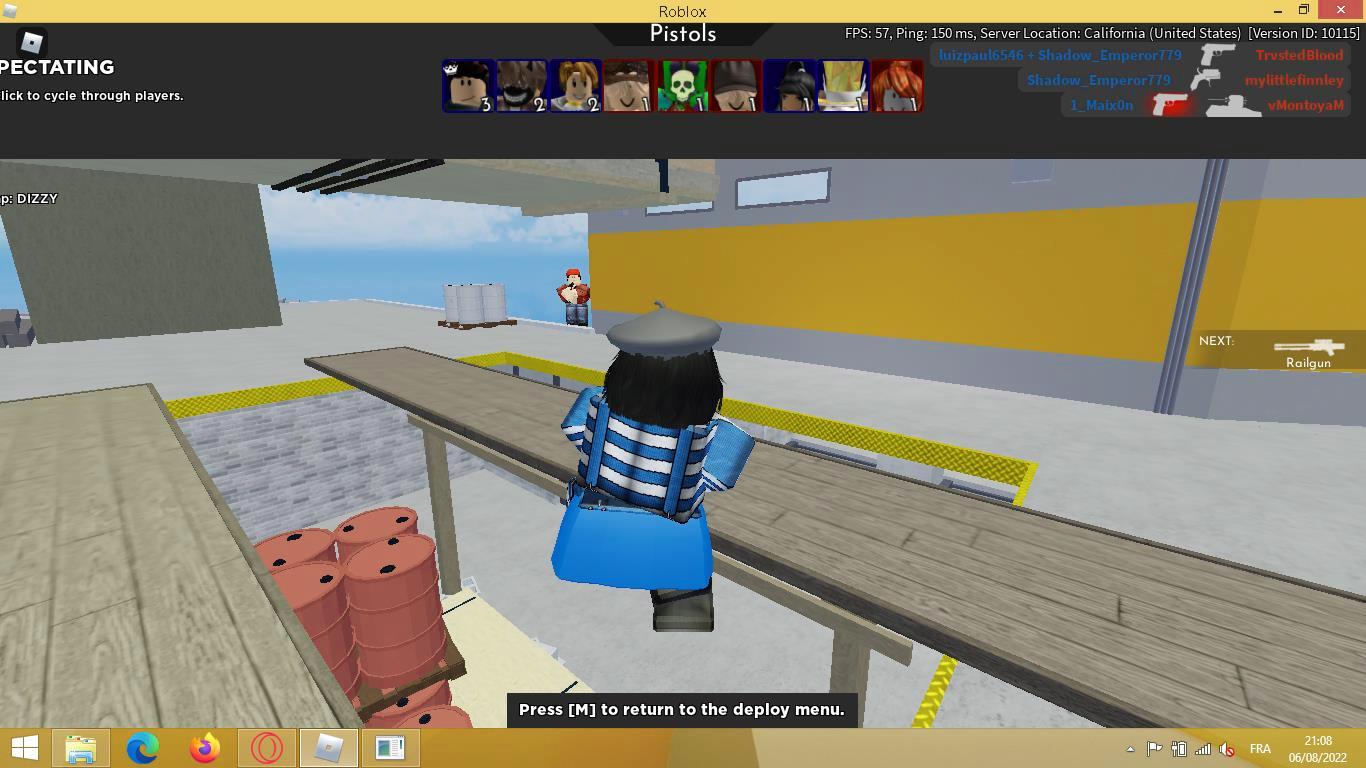 Roblox
Pistols
FPS: 57, Ping: 150 ms, Server Location: California (United States) [Version ID: 10115]
PECTATING
lick to cycle through players.
3 2 2 1 1 1 1 1 1
luizpaul6546 + Shadow_Emperor779 TrvstedBlood
Shadow_Emperor779 mylittlefinnley
1_Maix0n vMontoyaM
p: DIZZY
NEXT:
Railgun
Press [M] to return to the deploy menu.
FRA
21:08
06/08/2022